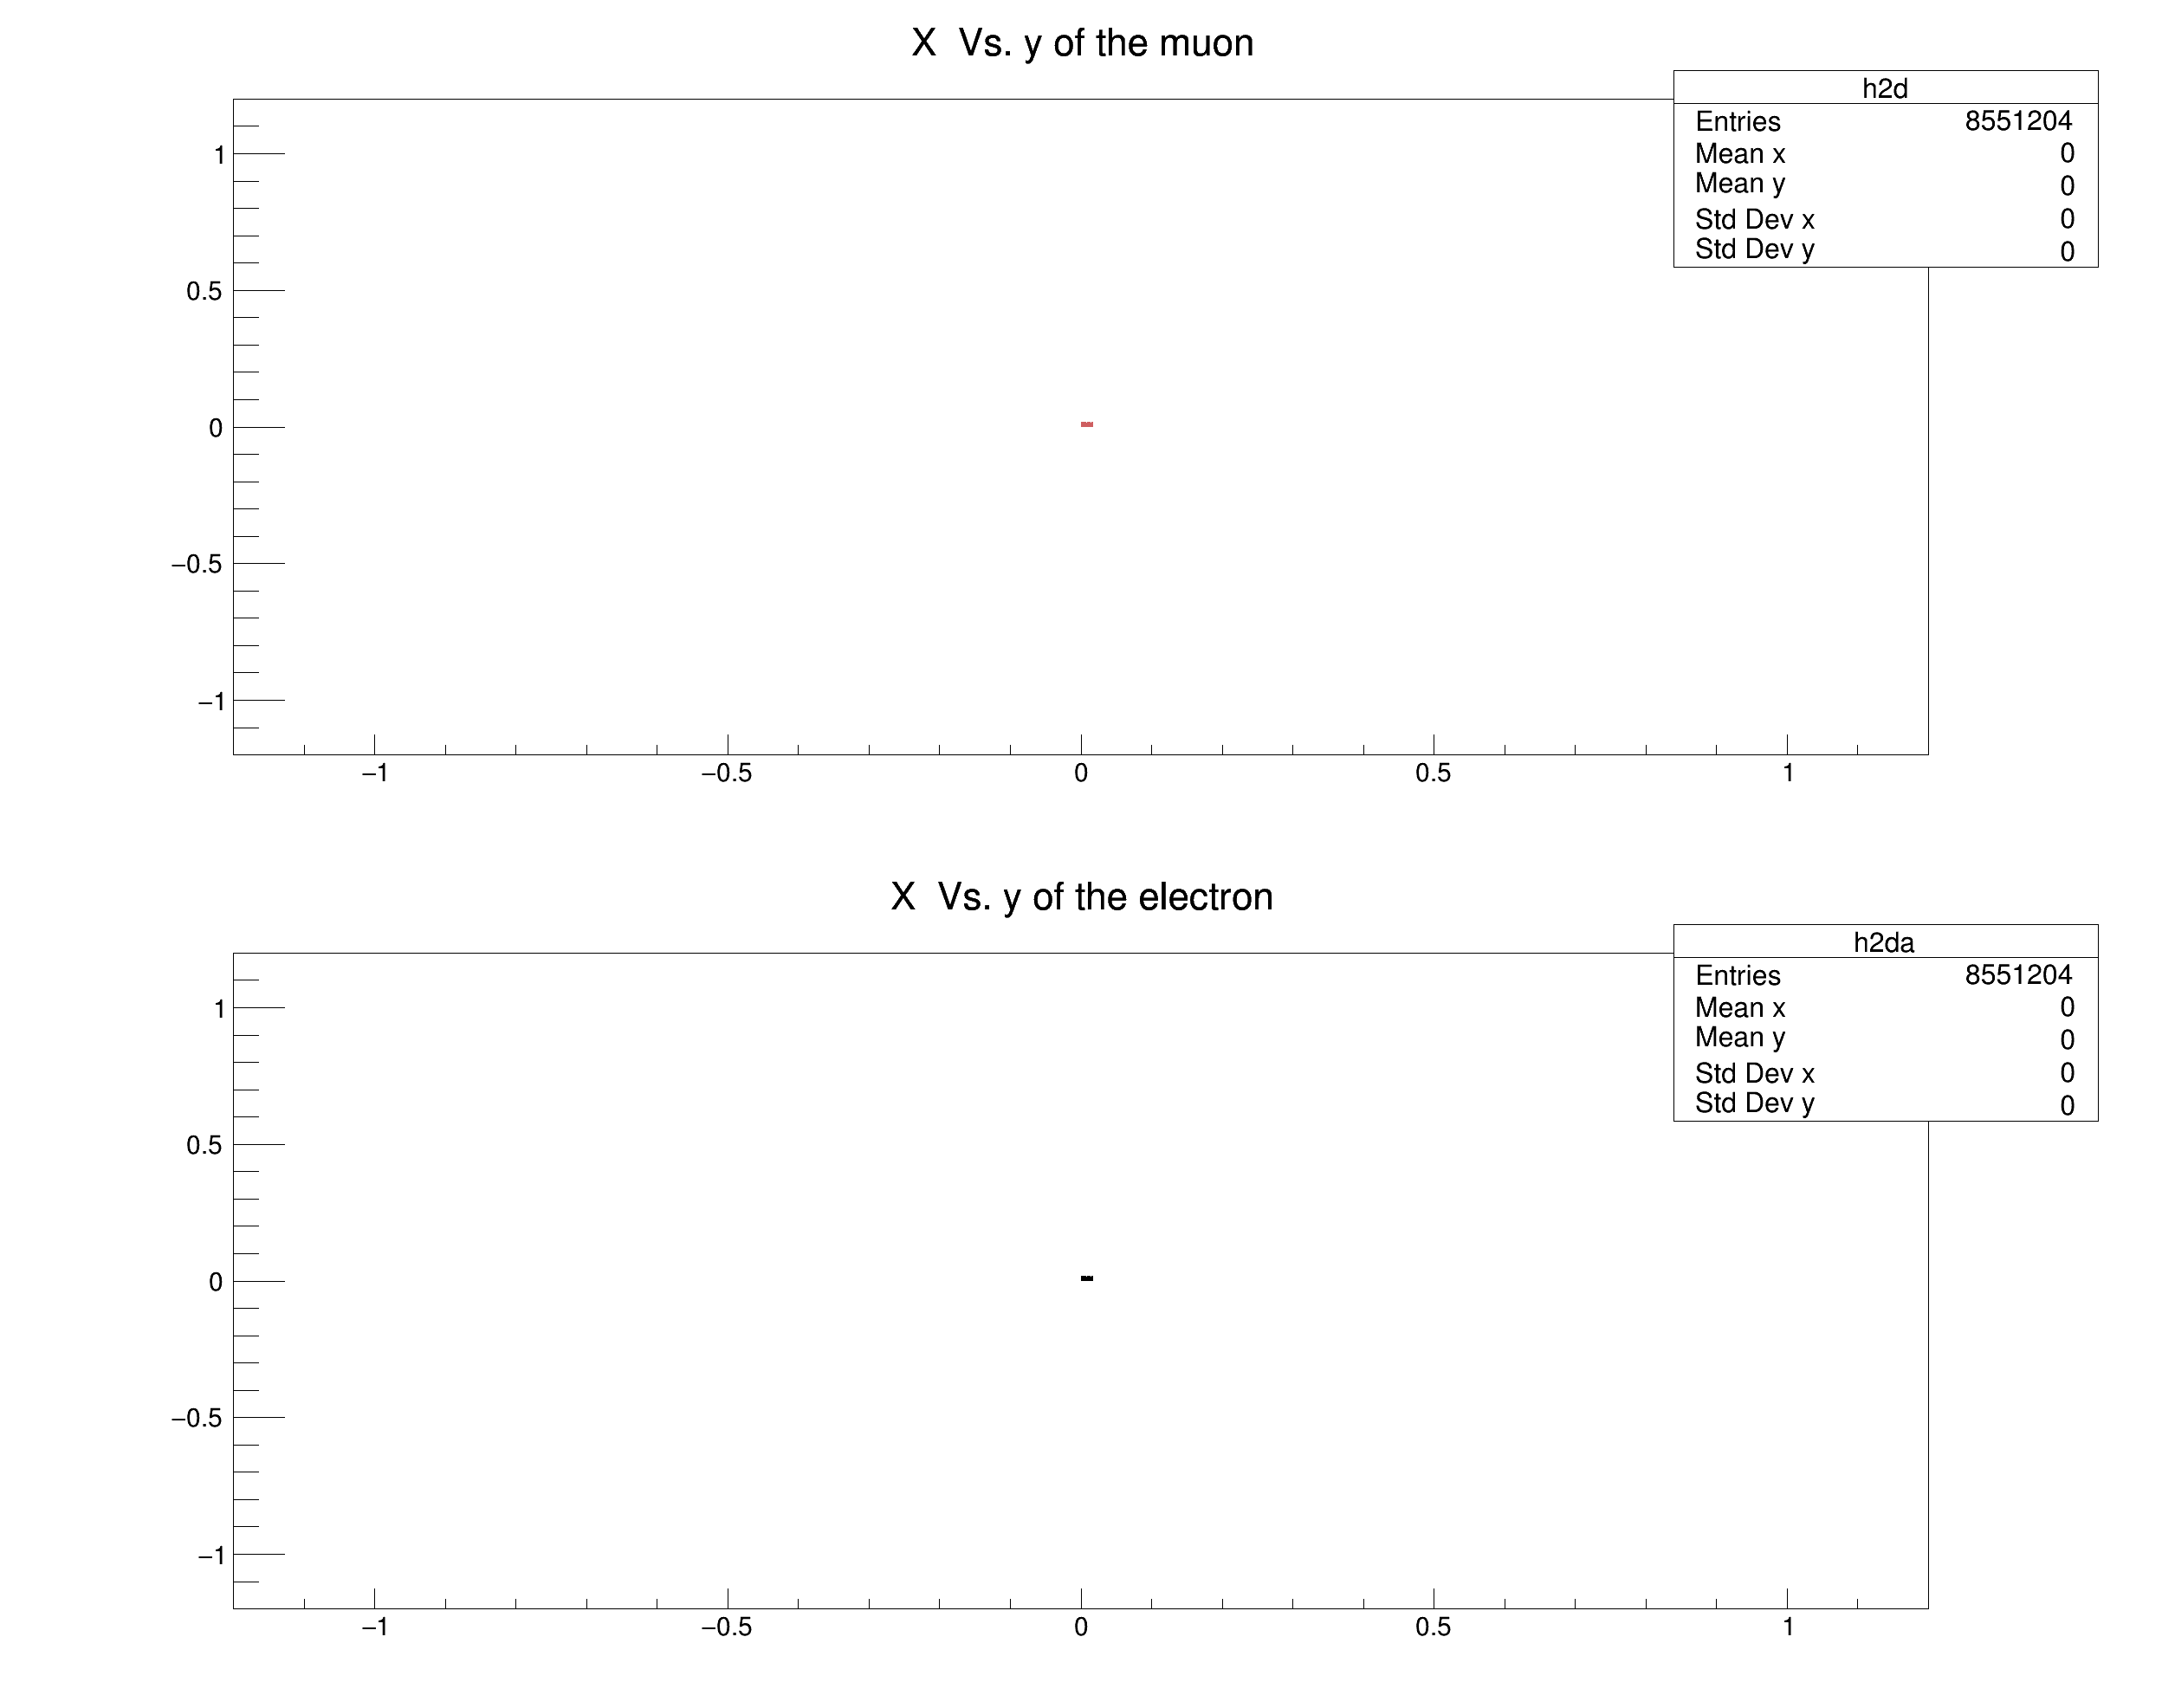 X  Vs. y of the muon
h2d
Entries 8551204
Mean x 0
Mean y 0
Std Dev x 0
Std Dev y 0
1
0.5
0
−0.5
−1
−1 −0.5 0 0.5 1
X  Vs. y of the electron
h2da
Entries 8551204
Mean x 0
Mean y 0
Std Dev x 0
Std Dev y 0
1
0.5
0
−0.5
−1
−1 −0.5 0 0.5 1